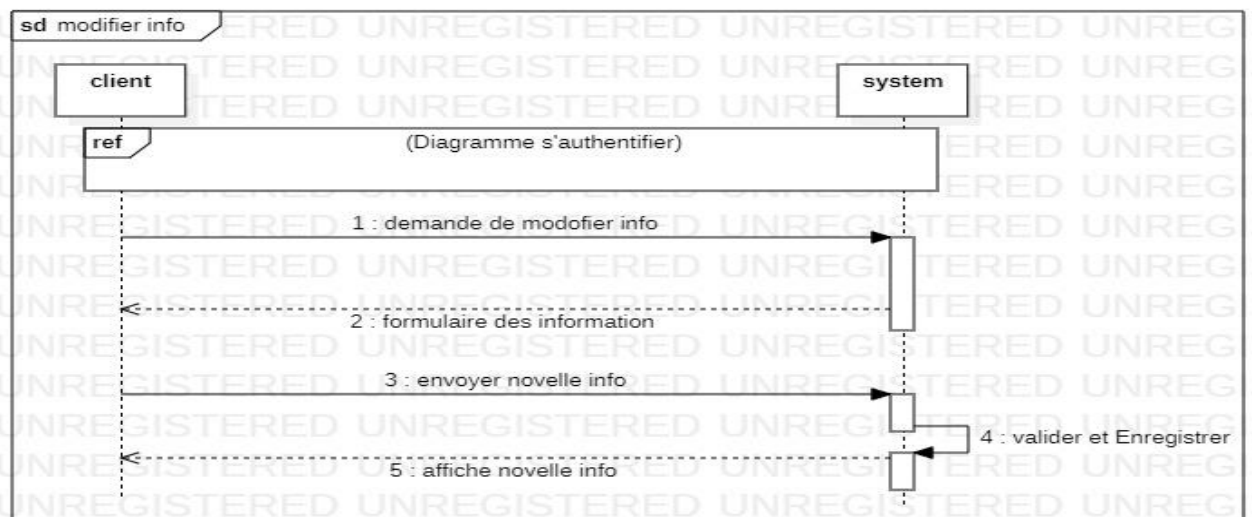 sd modifier info
client
system
ref
(Diagramme s'authentifier)
1 : demande de modofier info
2 : formulaire des information
3 : envoyer novelle info
4 : valider et Enregistrer
5 : affiche novelle info
UNREGISTERED